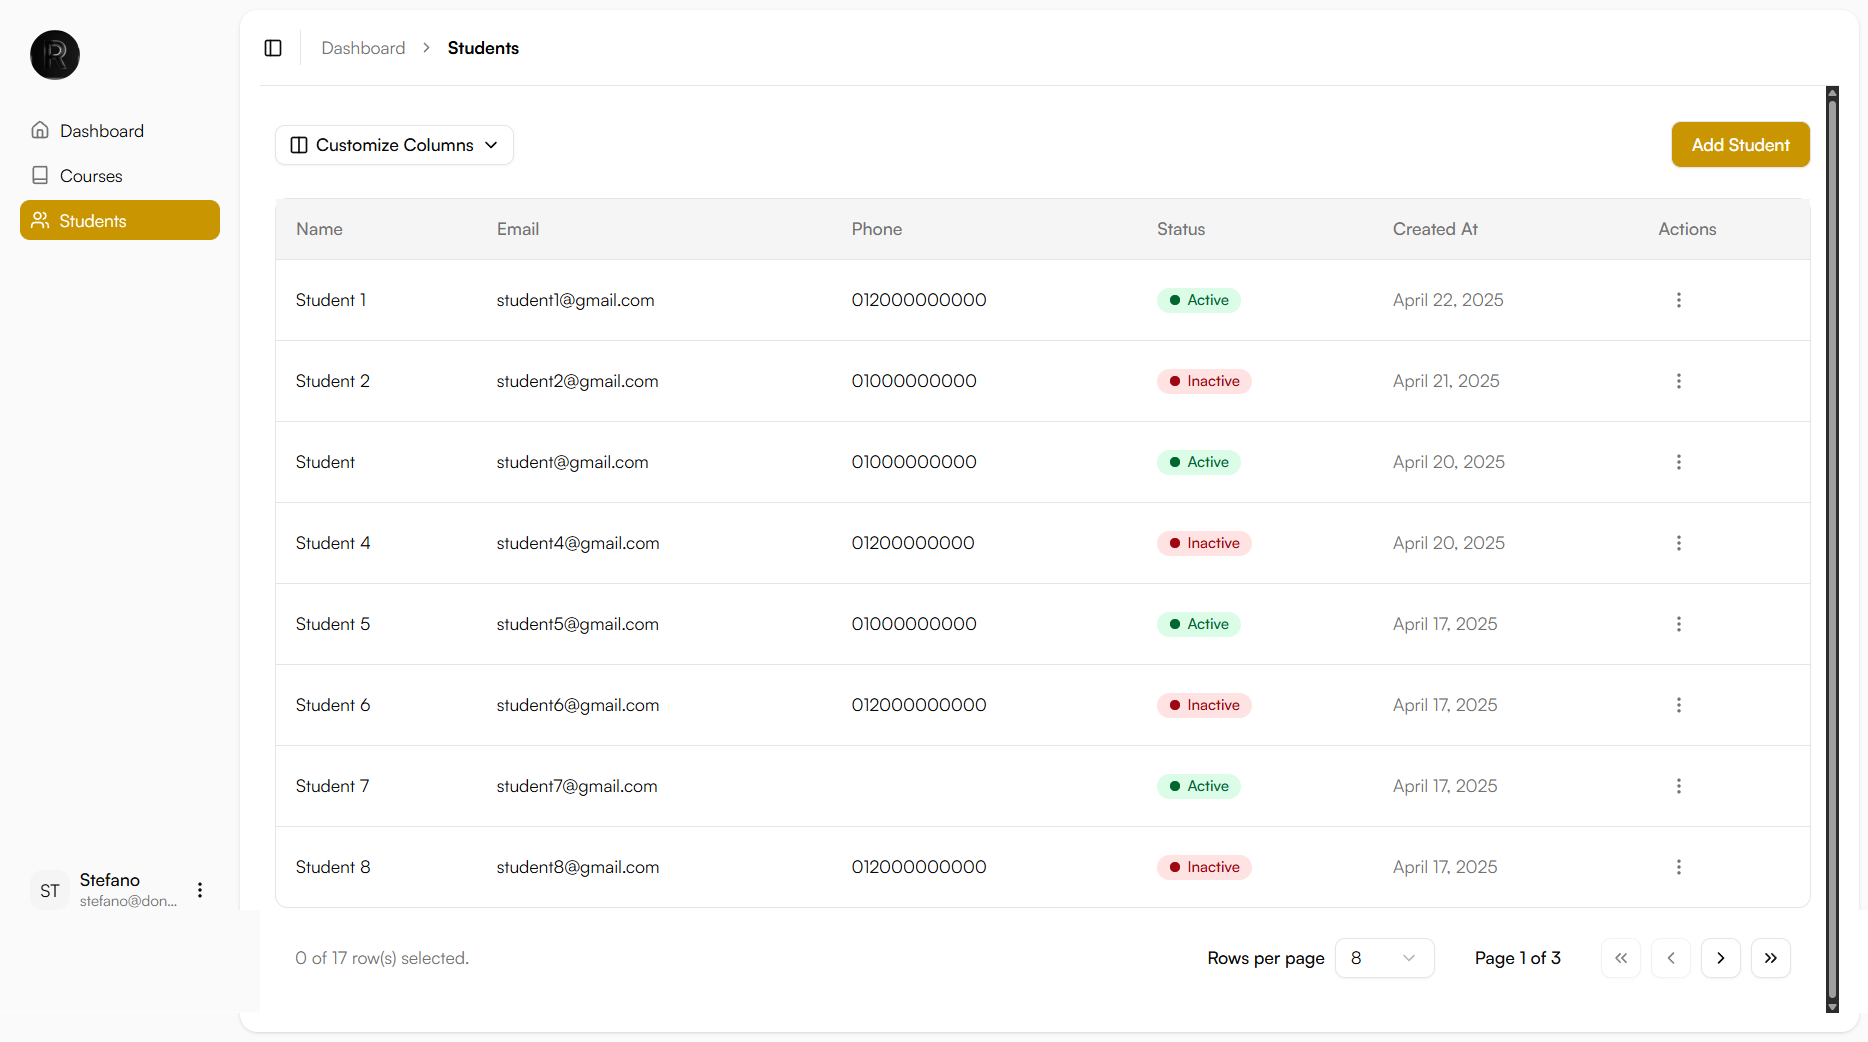 R
Dashboard > Students
Dashboard
Courses
Students
Customize Columns
Add Student
Name Email Phone Status Created At Actions
Student 1 student1@gmail.com 012000000000 Active April 22, 2025
Student 2 student2@gmail.com 01000000000 Inactive April 21, 2025
Student student@gmail.com 01000000000 Active April 20, 2025
Student 4 student4@gmail.com 01200000000 Inactive April 20, 2025
Student 5 student5@gmail.com 01000000000 Active April 17, 2025
Student 6 student6@gmail.com 012000000000 Inactive April 17, 2025
Student 7 student7@gmail.com Active April 17, 2025
Student 8 student8@gmail.com 012000000000 Inactive April 17, 2025
ST
Stefano
stefano@don...
0 of 17 row(s) selected.
Rows per page 8 Page 1 of 3